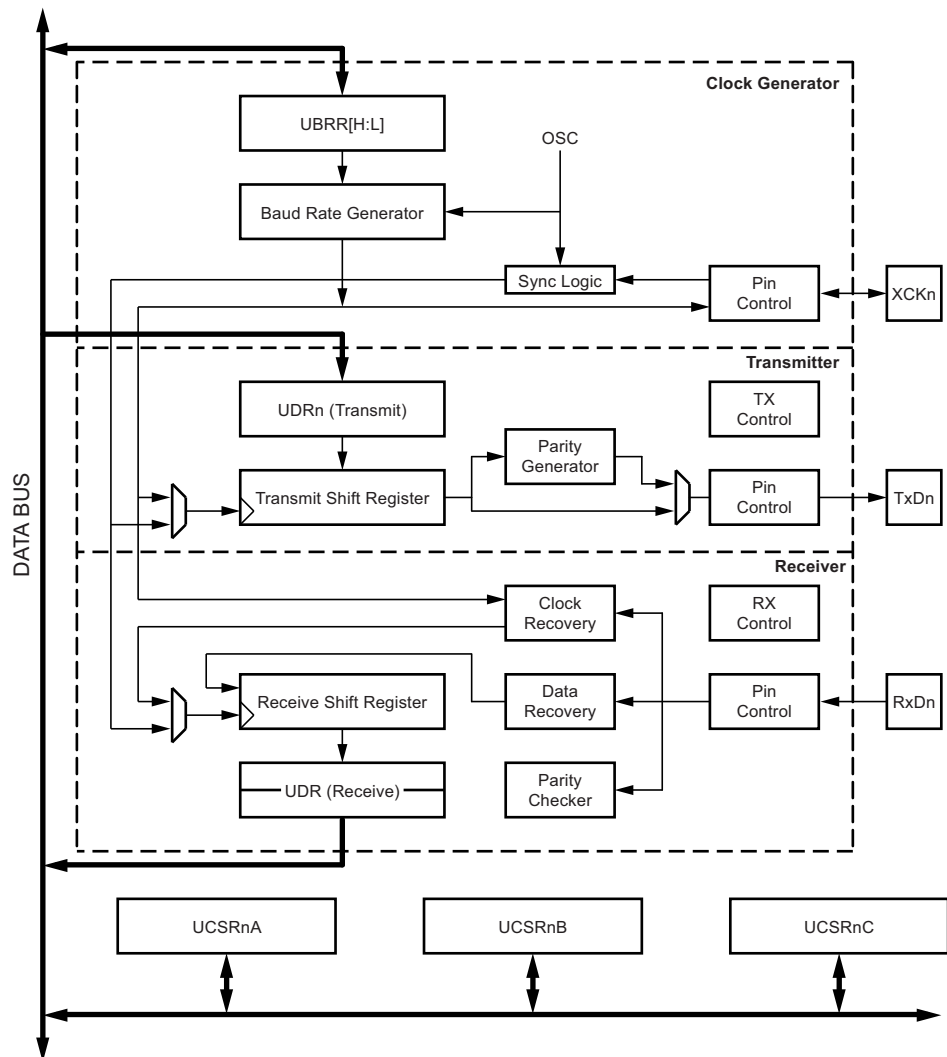 Clock Generator
UBRR[H:L]
OSC
Baud Rate Generator
Sync Logic
Pin
Control
XCKn
Transmitter
UDRn (Transmit)
TX
Control
Parity
Generator
Transmit Shift Register
Pin
Control
TxDn
DATA BUS
Receiver
Clock
Recovery
RX
Control
Receive Shift Register
Data
Recovery
Pin
Control
RxDn
UDR (Receive)
Parity
Checker
UCSRnA
UCSRnB
UCSRnC